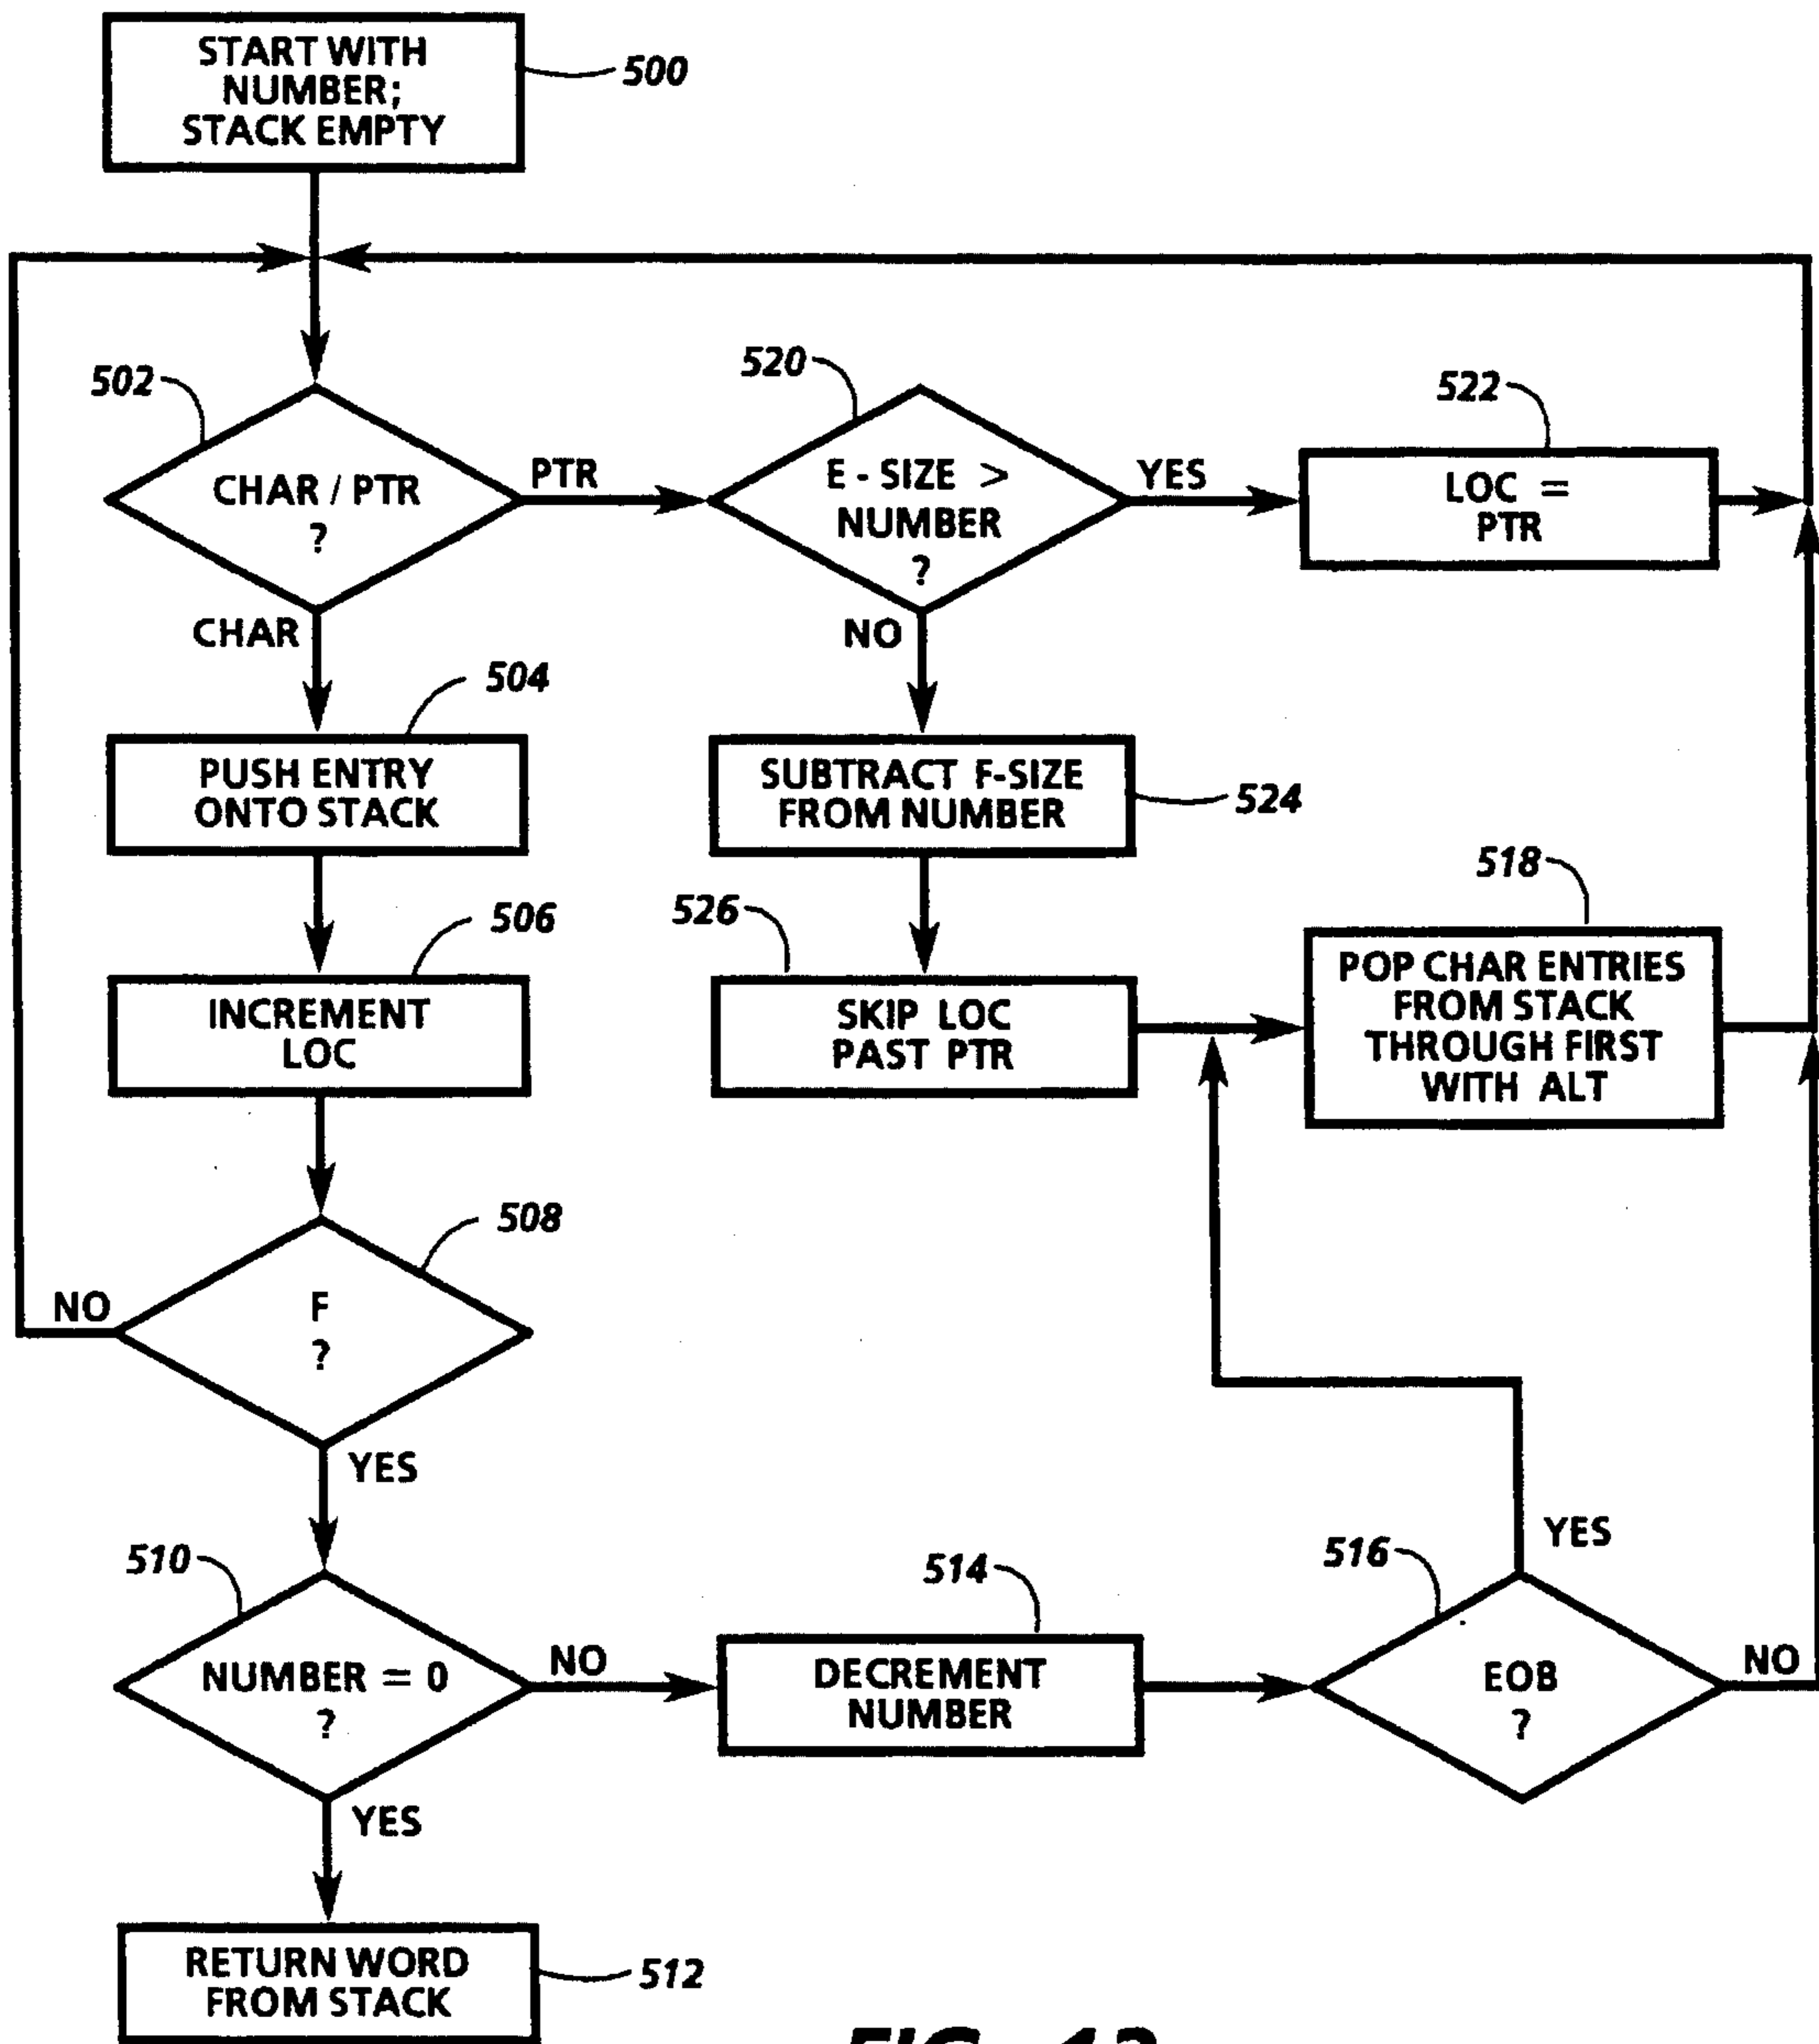 START WITH
NUMBER;
STACK EMPTY
500
502
CHAR / PTR
?
PTR
CHAR
520
E - SIZE >
NUMBER
?
YES
NO
522
LOC =
PTR
504
PUSH ENTRY
ONTO STACK
SUBTRACT F-SIZE
FROM NUMBER
524
506
INCREMENT
LOC
526
SKIP LOC
PAST PTR
518
POP CHAR ENTRIES
FROM STACK
THROUGH FIRST
WITH ALT
508
F
?
NO
YES
510
NUMBER = 0
?
NO
YES
514
DECREMENT
NUMBER
516
EOB
?
YES
NO
RETURN WORD
FROM STACK
512